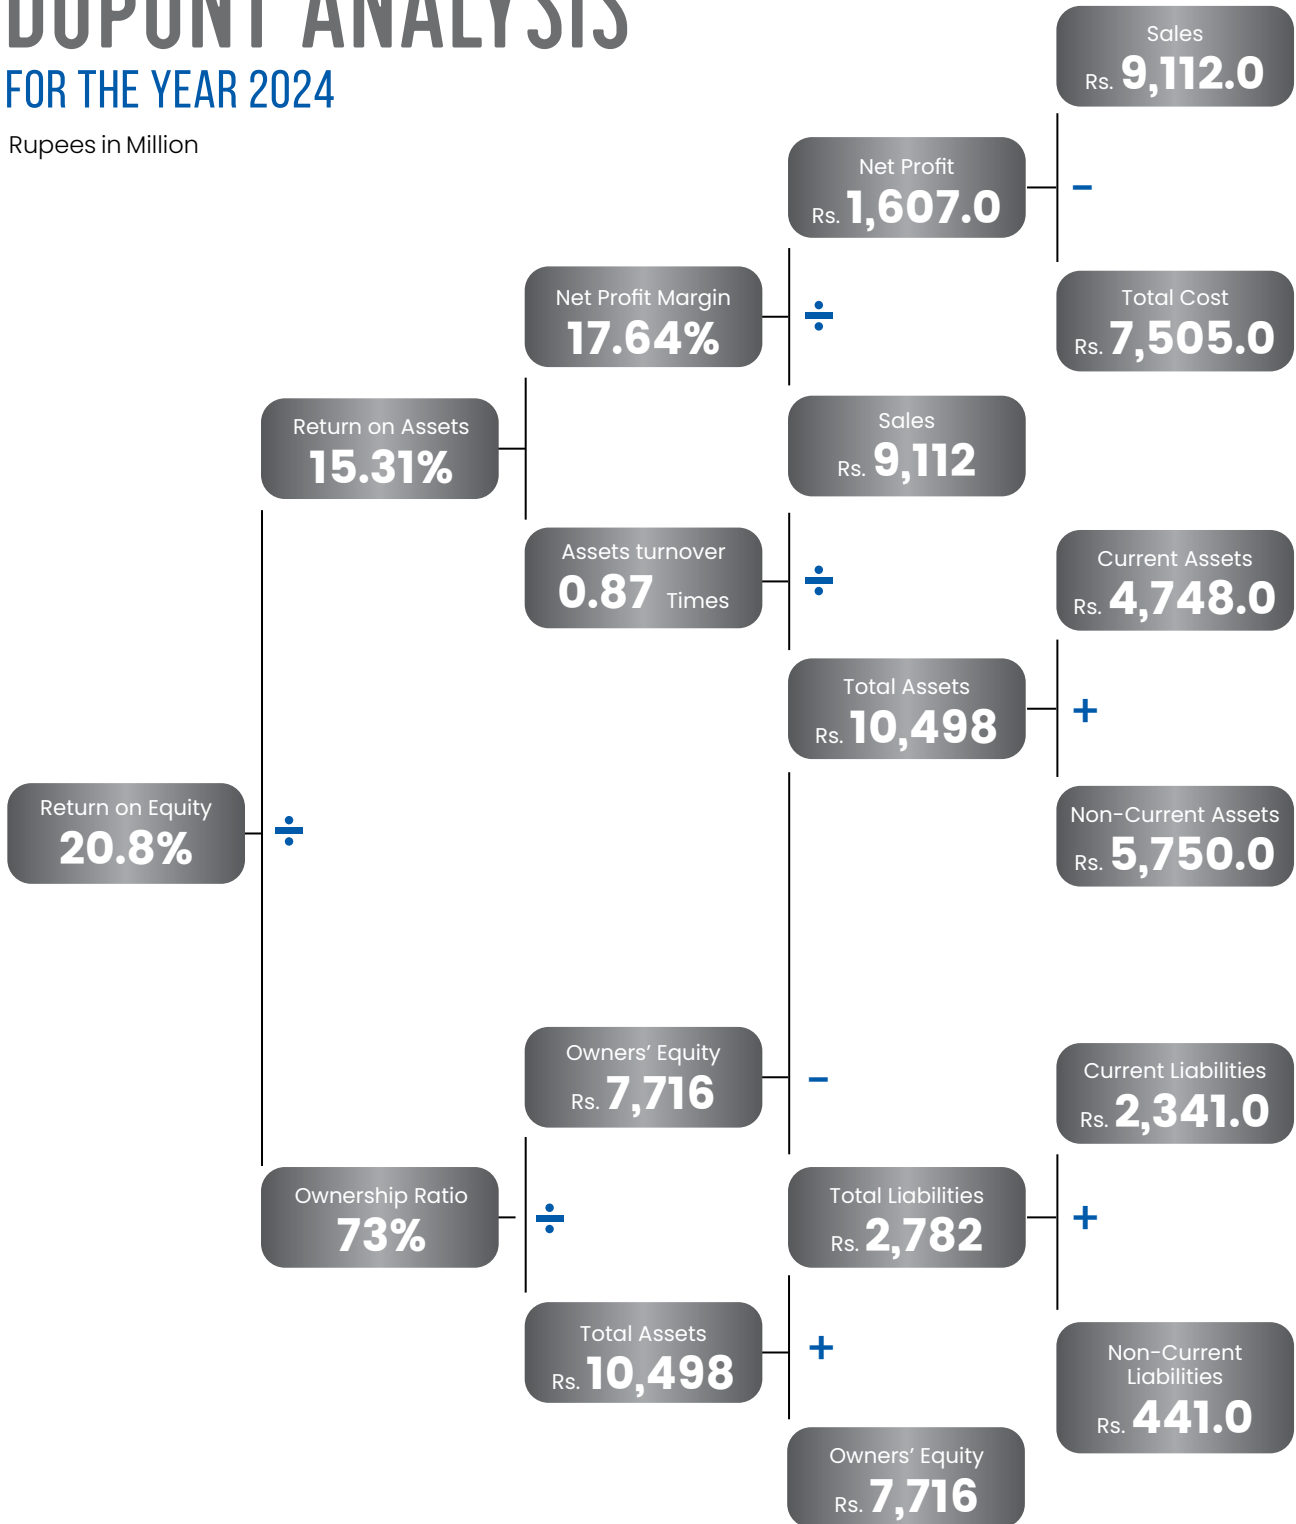 DUPONT ANALYSIS
FOR THE YEAR 2024
Rupees in Million
Sales
Rs. 9,112.0
Net Profit
Rs. 1,607.0
−
Net Profit Margin
17.64%
÷
Total Cost
Rs. 7,505.0
Return on Assets
15.31%
Sales
Rs. 9,112
Assets turnover
0.87 Times
÷
Current Assets
Rs. 4,748.0
Total Assets
Rs. 10,498
+
Return on Equity
20.8%
÷
Non-Current Assets
Rs. 5,750.0
Owners’ Equity
Rs. 7,716
−
Current Liabilities
Rs. 2,341.0
Ownership Ratio
73%
÷
Total Liabilities
Rs. 2,782
+
Total Assets
Rs. 10,498
+
Non-Current
Liabilities
Rs. 441.0
Owners’ Equity
Rs. 7,716